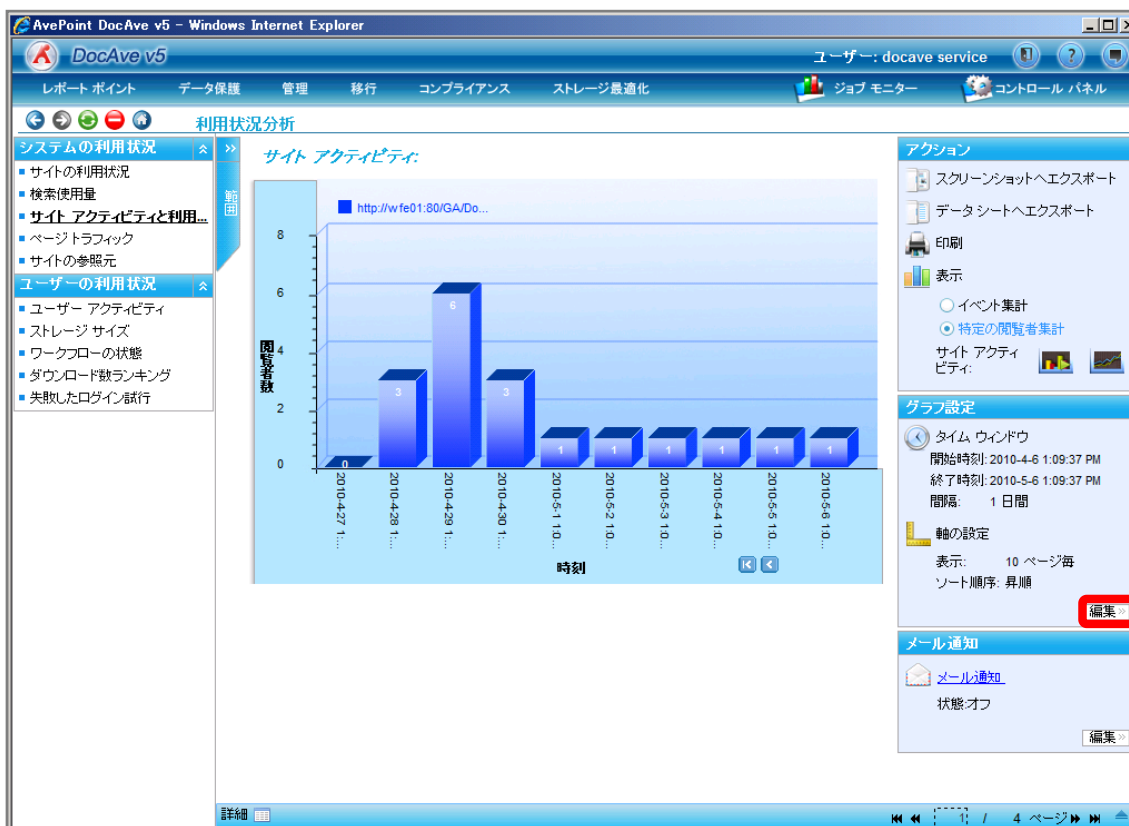 AvePoint DocAve v5 - Windows Internet Explorer
DocAve v5
ユーザー: docave service
レポート ポイント
データ保護
管理
移行
コンプライアンス
ストレージ最適化
ジョブ モニター
コントロール パネル
利用状況分析
システムの利用状況
サイトの利用状況
検索使用量
サイト アクティビティと利用...
ページトラフィック
サイトの参照元
ユーザーの利用状況
ユーザー アクティビティ
ストレージ サイズ
ワークフローの状態
ダウンロード数ランキング
失敗したログイン試行
範囲
サイト アクティビティ:
http://wfe01:80/GA/Do...
8
6
4
2
0
閲覧者数
0
3
6
3
1
1
1
1
1
1
2010-4-27 1:...
2010-4-28 1:...
2010-4-29 1:...
2010-4-30 1:...
2010-5-1 1:0...
2010-5-2 1:0...
2010-5-3 1:0...
2010-5-4 1:0...
2010-5-5 1:0...
2010-5-6 1:0...
時刻
アクション
スクリーンショットへエクスポート
データ シートへエクスポート
印刷
表示
イベント集計
特定の閲覧者集計
サイト アクティ
ビティ:
グラフ設定
タイム ウィンドウ
開始時刻: 2010-4-6 1:09:37 PM
終了時刻: 2010-5-6 1:09:37 PM
間隔: 1 日間
軸の設定
表示: 10 ページ毎
ソート順序: 昇順
編集
メール通知
メール通知
状態:オフ
編集
詳細
1 / 4 ページ